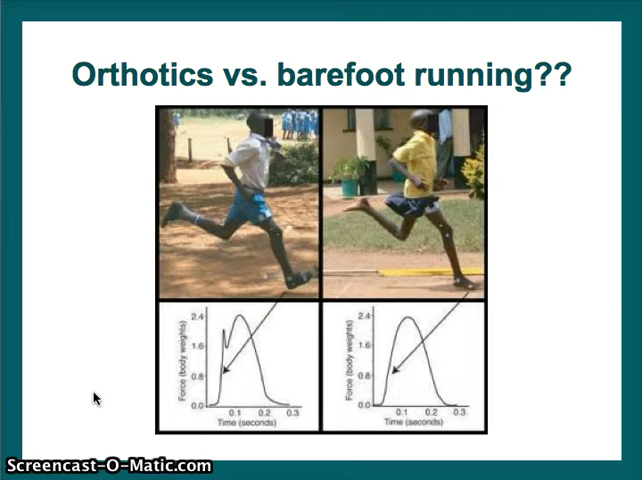 Orthotics vs. barefoot running??
Force (body weights)
2.4
1.6
0.8
0.0
0.1 0.2 0.3
Time (seconds)
Force (body weights)
2.4
1.6
0.8
0.0
0.1 0.2 0.3
Time (seconds)
Screencast-O-Matic.com